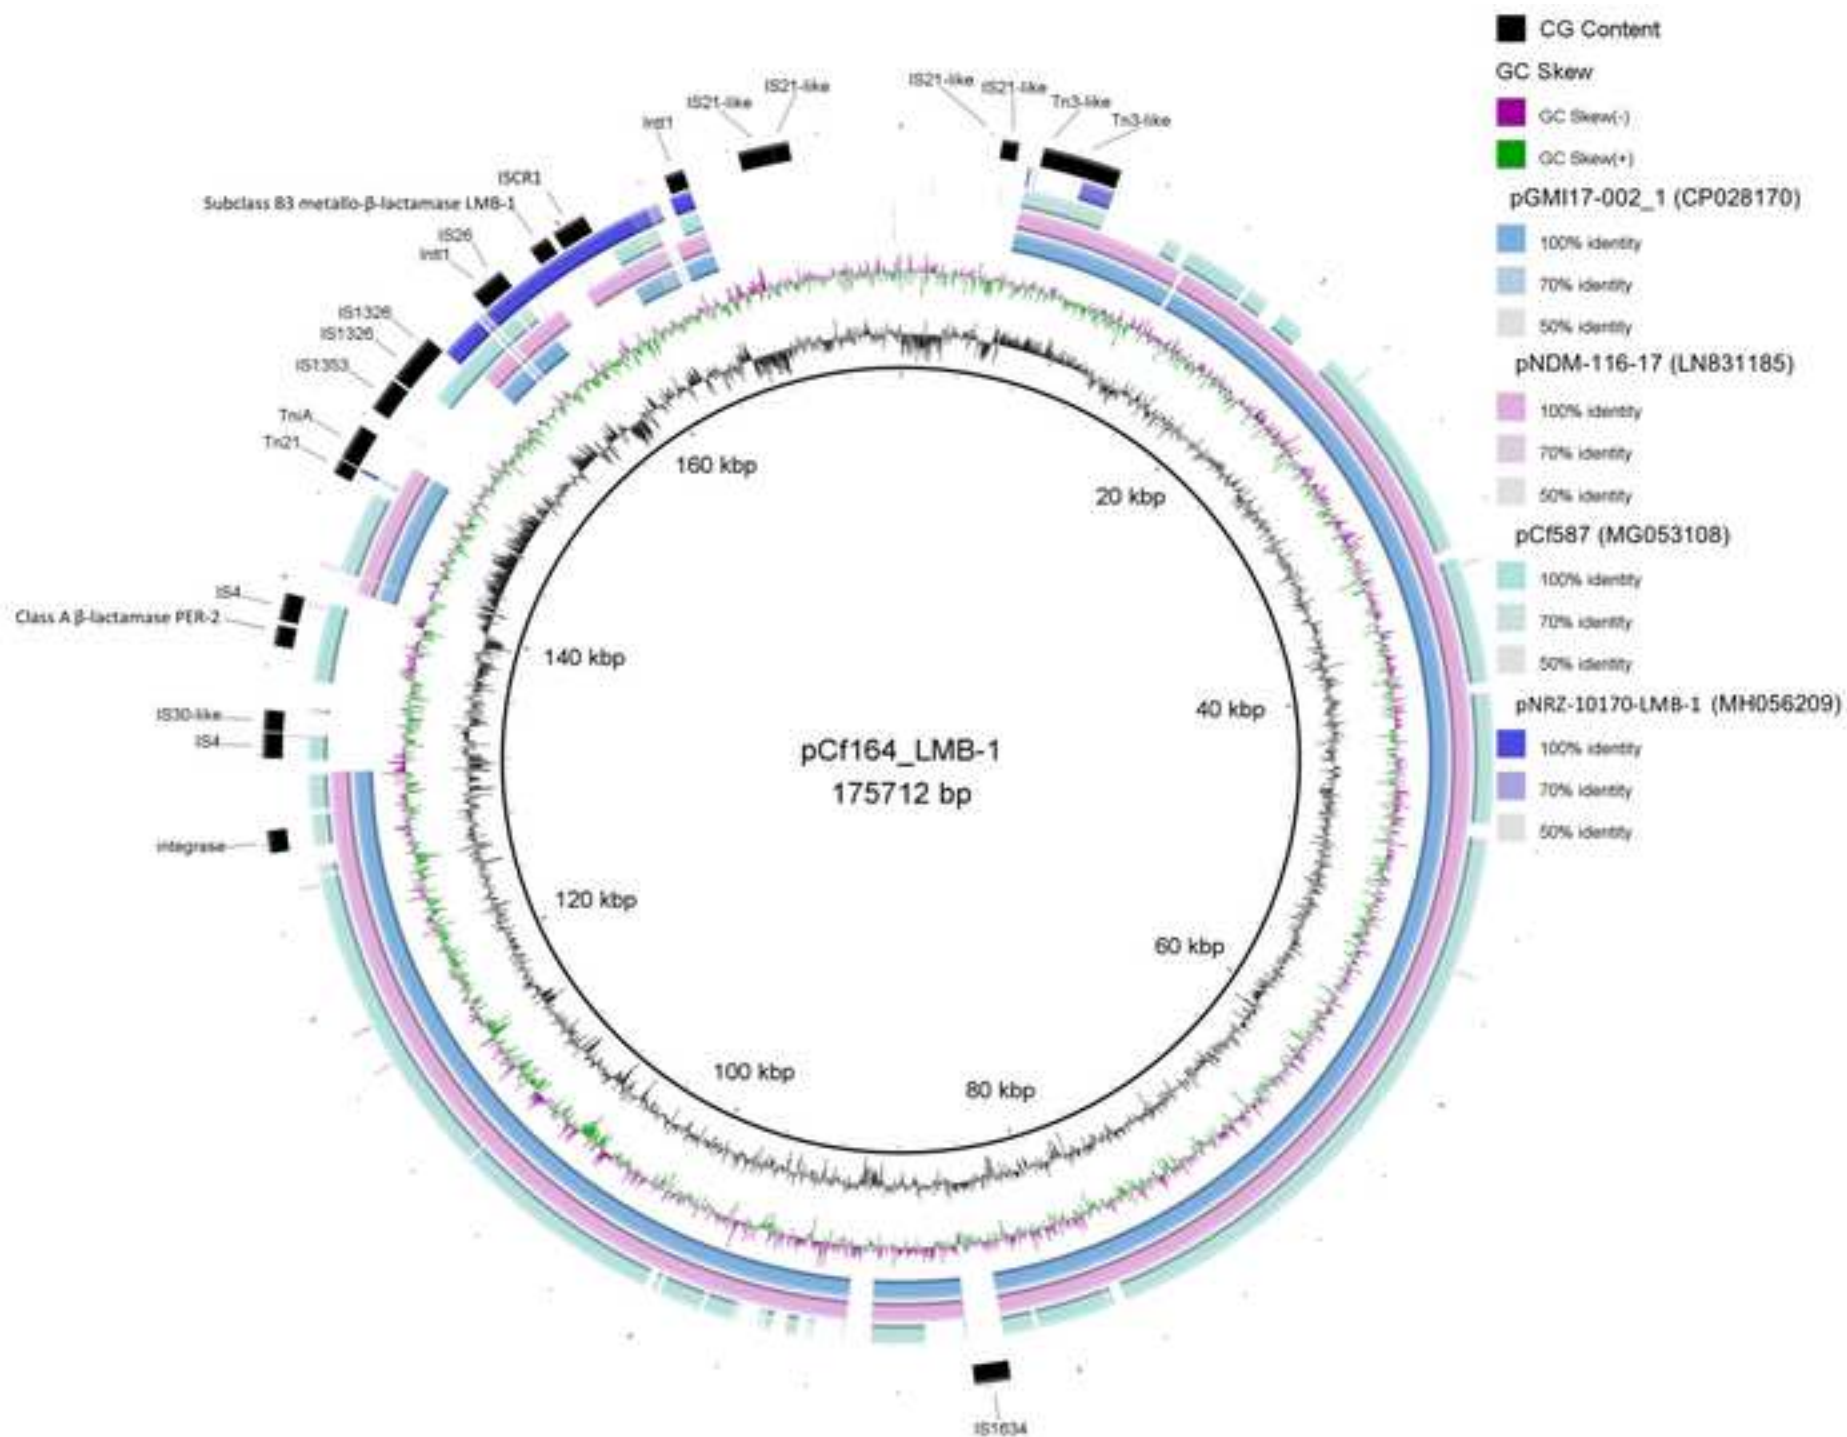 CG Content
GC Skew
GC Skew(-)
GC Skew(+)
pGMI17-002_1 (CP028170)
100% identity
70% identity
50% identity
pNDM-116-17 (LN831185)
100% identity
70% identity
50% identity
pCf587 (MG053108)
100% identity
70% identity
50% identity
pNRZ-10170-LMB-1 (MH056209)
100% identity
70% identity
50% identity
IS21-like
IS21-like
IS21-like
IS21-like
Tn3-like
Tn3-like
IntI1
ISCR1
Subclass B3 metallo-β-lactamase LMB-1
IS26
IntI1
IS1326
IS1326
IS1353
TniA
Tn21
IS4
Class A β-lactamase PER-2
IS30-like
IS4
integrase
IS1634
160 kbp
20 kbp
140 kbp
40 kbp
pCf164_LMB-1
175712 bp
120 kbp
60 kbp
100 kbp
80 kbp